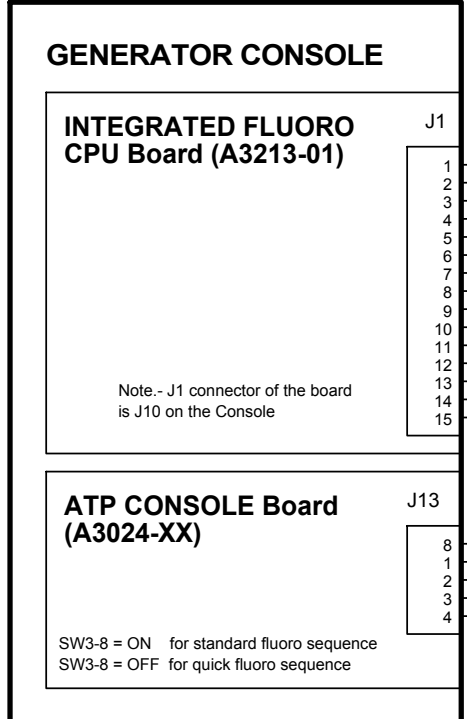 GENERATOR CONSOLE
INTEGRATED FLUORO
CPU Board (A3213-01)
J1
1
2
3
4
5
6
7
8
9
10
11
12
13
14
15
Note.- J1 connector of the board
is J10 on the Console
ATP CONSOLE Board
(A3024-XX)
J13
8
1
2
3
4
SW3-8 = ON for standard fluoro sequence
SW3-8 = OFF for quick fluoro sequence